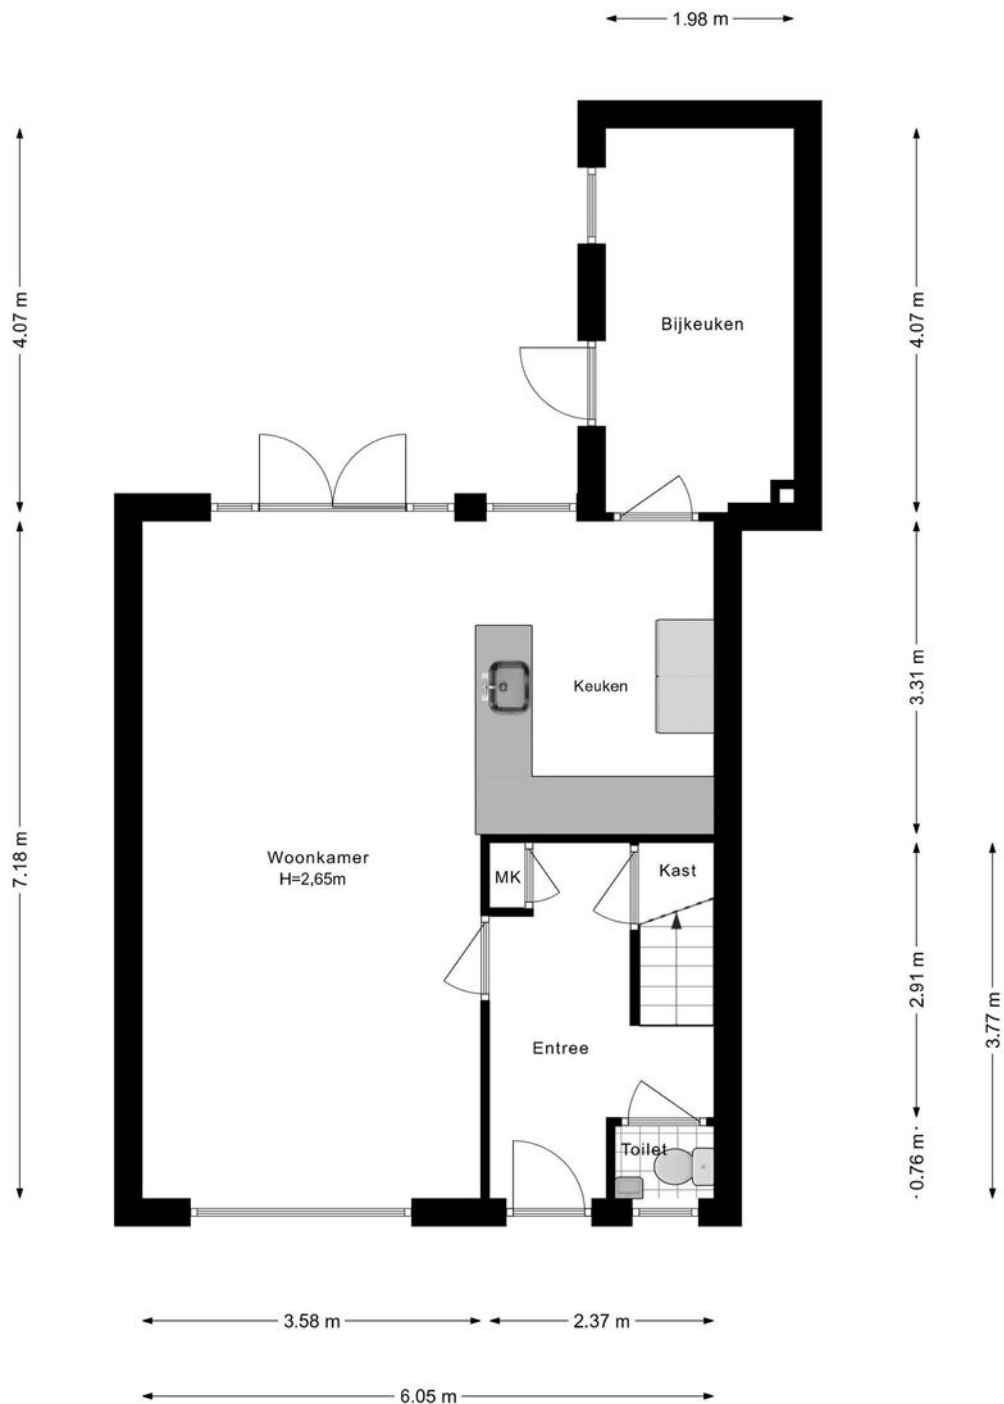 1.98 m
4.07 m
4.07 m
Bijkeuken
3.31 m
Keuken
7.18 m
Woonkamer
H=2,65m
MK
Kast
2.91 m
3.77 m
Entree
Toilet
0.76 m
3.58 m
2.37 m
6.05 m